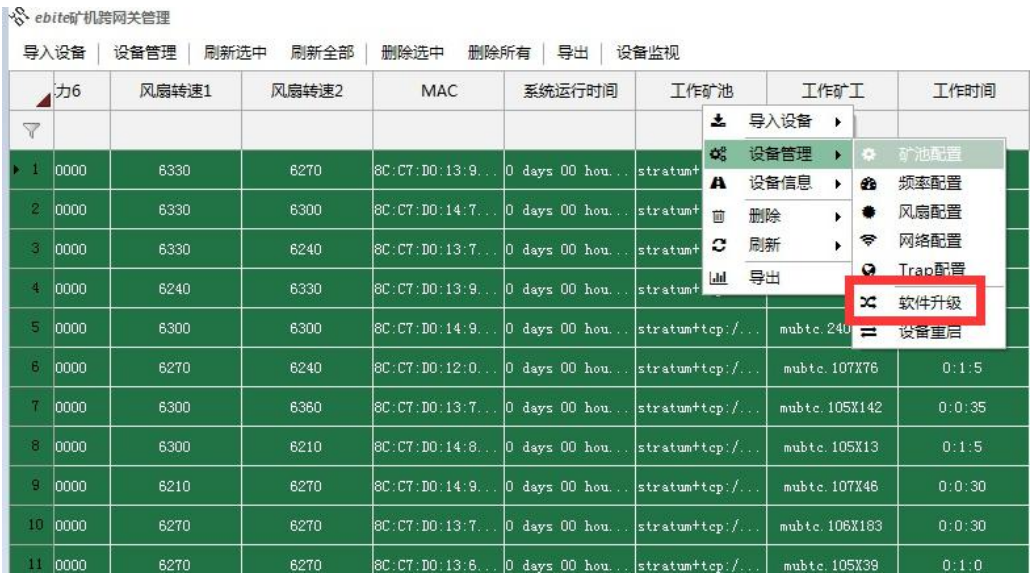 ebite矿机跨网关管理
导入设备 设备管理 刷新选中 刷新全部 删除选中 删除所有 导出 设备监视
力6 风扇转速1 风扇转速2 MAC 系统运行时间 工作矿池 工作矿工 工作时间
导入设备
1 0000 6330 6270 8C:C7:D0:13:9... 0 days 00 hou... stratum+ 设备管理 矿池配置
设备信息 频率配置
2 0000 6330 6300 8C:C7:D0:14:7... 0 days 00 hou... stratum+ 删除 风扇配置
3 0000 6330 6240 8C:C7:D0:13:7... 0 days 00 hou... stratum+ 刷新 网络配置
Trap配置
4 0000 6240 6330 8C:C7:D0:13:9... 0 days 00 hou... stratum+ 导出 软件升级
5 0000 6300 6300 8C:C7:D0:14:9... 0 days 00 hou... stratum+tcp:/... mubtc.240 设备重启
6 0000 6270 6240 8C:C7:D0:12:0... 0 days 00 hou... stratum+tcp:/... mubtc.107X76 0:1:5
7 0000 6300 6360 8C:C7:D0:13:7... 0 days 00 hou... stratum+tcp:/... mubtc.105X142 0:0:35
8 0000 6300 6210 8C:C7:D0:14:8... 0 days 00 hou... stratum+tcp:/... mubtc.105X13 0:1:5
9 0000 6210 6270 8C:C7:D0:14:9... 0 days 00 hou... stratum+tcp:/... mubtc.107X46 0:0:30
10 0000 6270 6270 8C:C7:D0:13:7... 0 days 00 hou... stratum+tcp:/... mubtc.106X183 0:0:30
11 0000 6270 6270 8C:C7:D0:13:6... 0 days 00 hou... stratum+tcp:/... mubtc.105X39 0:1:0